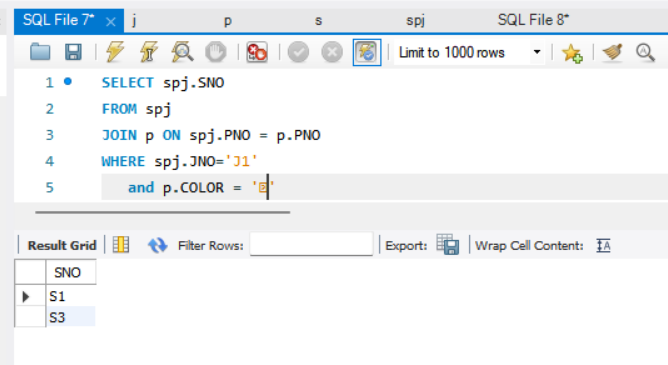 SQL File 7* × j p s spj SQL File 8*
Limit to 1000 rows
1 SELECT spj.SNO
2 FROM spj
3 JOIN p ON spj.PNO = p.PNO
4 WHERE spj.JNO='J1'
5 and p.COLOR = ' '
Result Grid Filter Rows: Export: Wrap Cell Content: IA
SNO
S1
S3